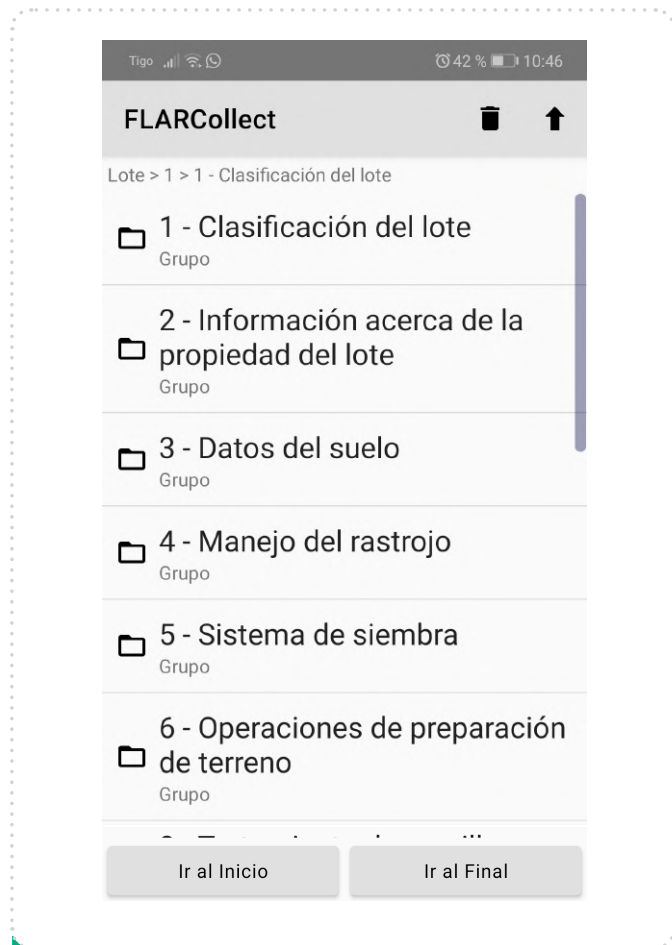 Tigo 42 % 10:46
FLARCollect
Lote > 1 > 1 - Clasificación del lote
1 - Clasificación del lote
Grupo
2 - Información acerca de la
propiedad del lote
Grupo
3 - Datos del suelo
Grupo
4 - Manejo del rastrojo
Grupo
5 - Sistema de siembra
Grupo
6 - Operaciones de preparación
de terreno
Grupo
Ir al Inicio Ir al Final